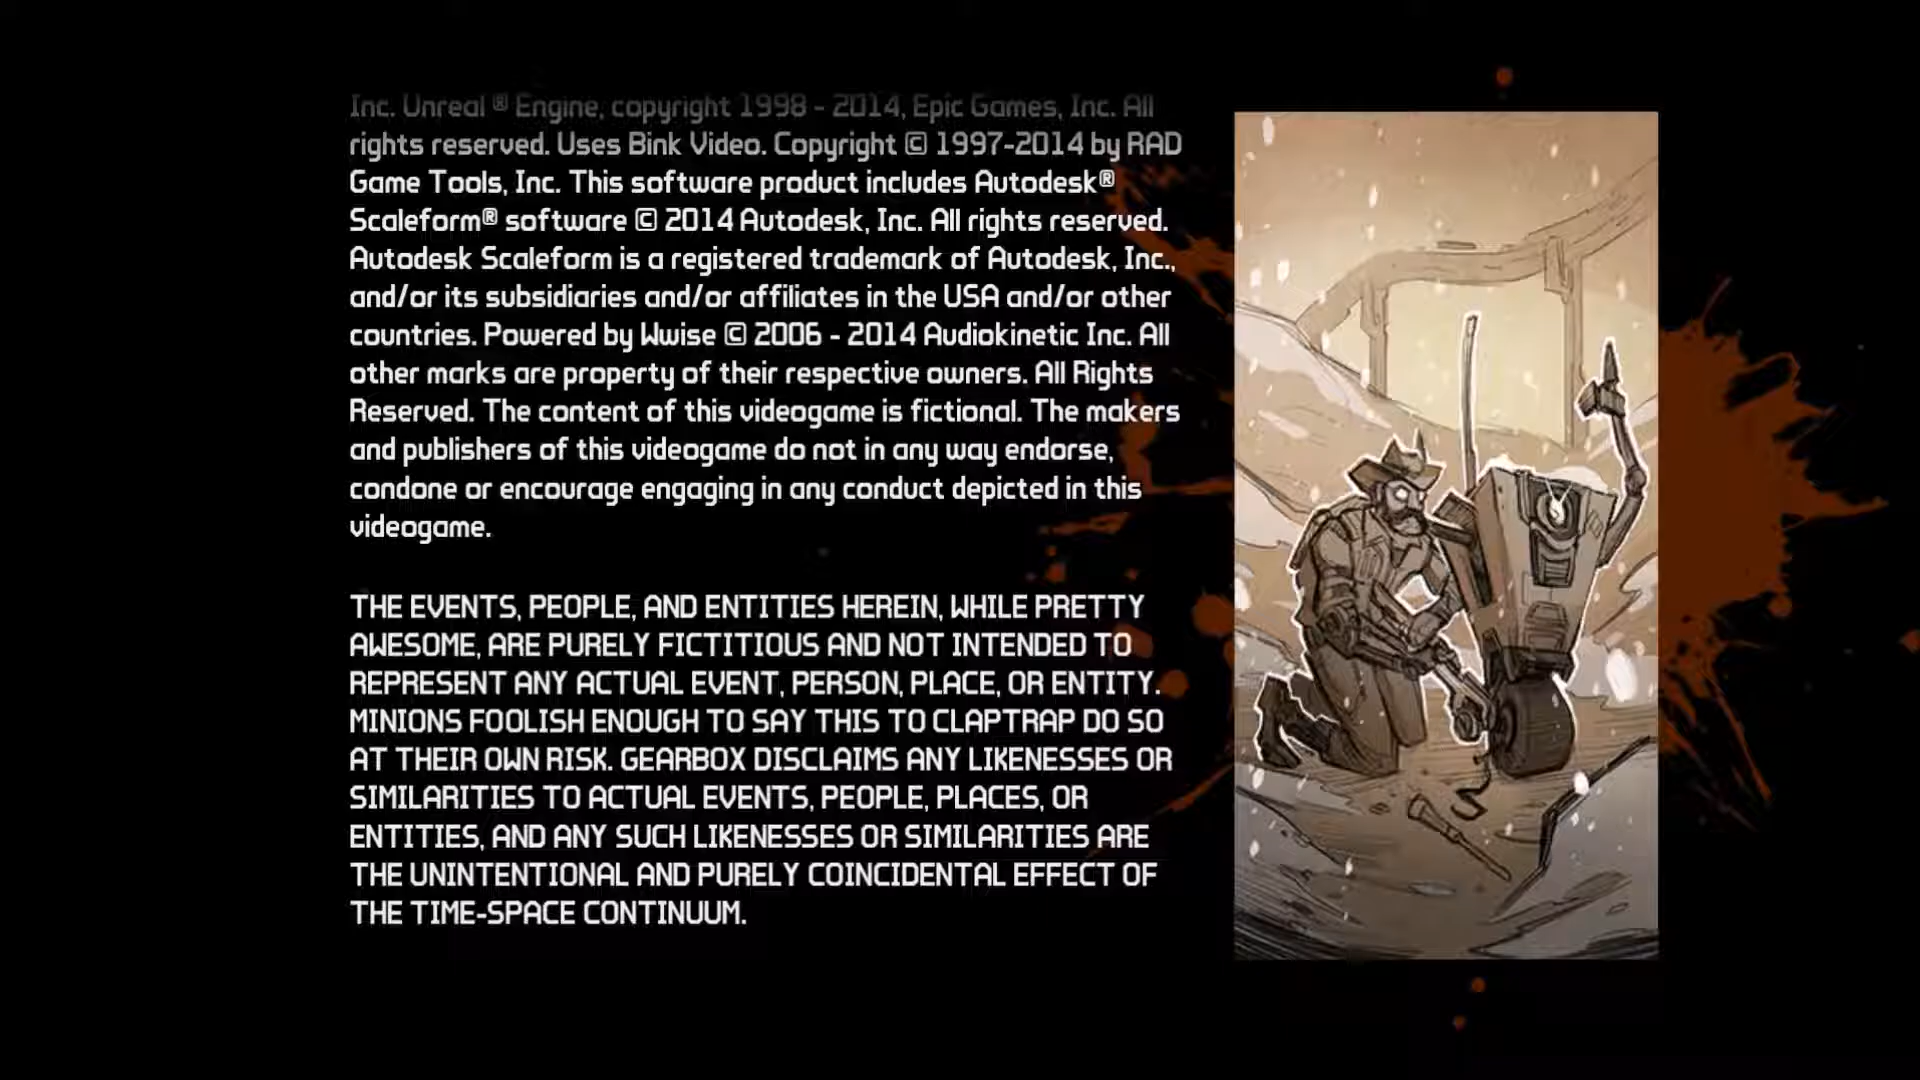 Inc. Unreal ® Engine, copyright 1998 - 2014, Epic Games, Inc. All
rights reserved. Uses Bink Video. Copyright © 1997-2014 by RAD
Game Tools, Inc. This software product includes Autodesk®
Scaleform® software © 2014 Autodesk, Inc. All rights reserved.
Autodesk Scaleform is a registered trademark of Autodesk, Inc.,
and/or its subsidiaries and/or affiliates in the USA and/or other
countries. Powered by Wwise © 2006 - 2014 Audiokinetic Inc. All
other marks are property of their respective owners. All Rights
Reserved. The content of this videogame is fictional. The makers
and publishers of this videogame do not in any way endorse,
condone or encourage engaging in any conduct depicted in this
videogame.
THE EVENTS, PEOPLE, AND ENTITIES HEREIN, WHILE PRETTY
AWESOME, ARE PURELY FICTITIOUS AND NOT INTENDED TO
REPRESENT ANY ACTUAL EVENT, PERSON, PLACE, OR ENTITY.
MINIONS FOOLISH ENOUGH TO SAY THIS TO CLAPTRAP DO SO
AT THEIR OWN RISK. GEARBOX DISCLAIMS ANY LIKENESSES OR
SIMILARITIES TO ACTUAL EVENTS, PEOPLE, PLACES, OR
ENTITIES, AND ANY SUCH LIKENESSES OR SIMILARITIES ARE
THE UNINTENTIONAL AND PURELY COINCIDENTAL EFFECT OF
THE TIME-SPACE CONTINUUM.